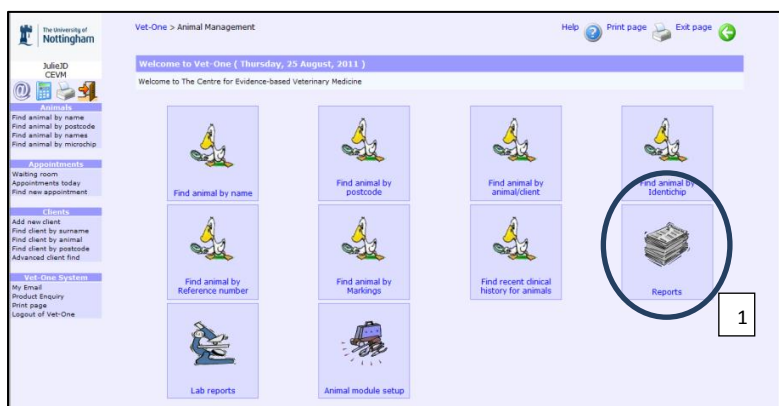 The University of
Nottingham
JulieJD
CEVM
Animals
Find animal by name
Find animal by postcode
Find animal by names
Find animal by microchip
Appointments
Waiting room
Appointments today
Find new appointment
Clients
Add new client
Find client by surname
Find client by animal
Find client by postcode
Advanced client find
Vet-One System
My Email
Product Enquiry
Print page
Logout of Vet-One
Vet-One > Animal Management
Help
Print page
Exit page
Welcome to Vet-One ( Thursday, 25 August, 2011 )
Welcome to The Centre for Evidence-based Veterinary Medicine
Find animal by name
Find animal by
postcode
Find animal by
animal/client
Find animal by
Identichip
Find animal by
Reference number
Find animal by
Markings
Find recent clinical
history for animals
Reports
1
Lab reports
Animal module setup